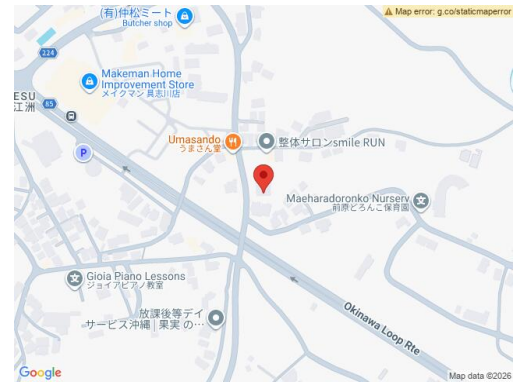 (有)仲松ミート
Butcher shop
Map error: g.co/staticmaperror
224
Makeman Home
Improvement Store
メイクマン 具志川店
ESU
江洲
85
P
Umasando
うまさん堂
整体サロンsmile RUN
Maeharadoronko Nursery
前原どろんこ保育園
Gioia Piano Lessons
ジョイアピアノ教室
放課後等デイ
サービス沖縄 | 果実 の…
Okinawa Loop Rte
Google
Map data ©2026